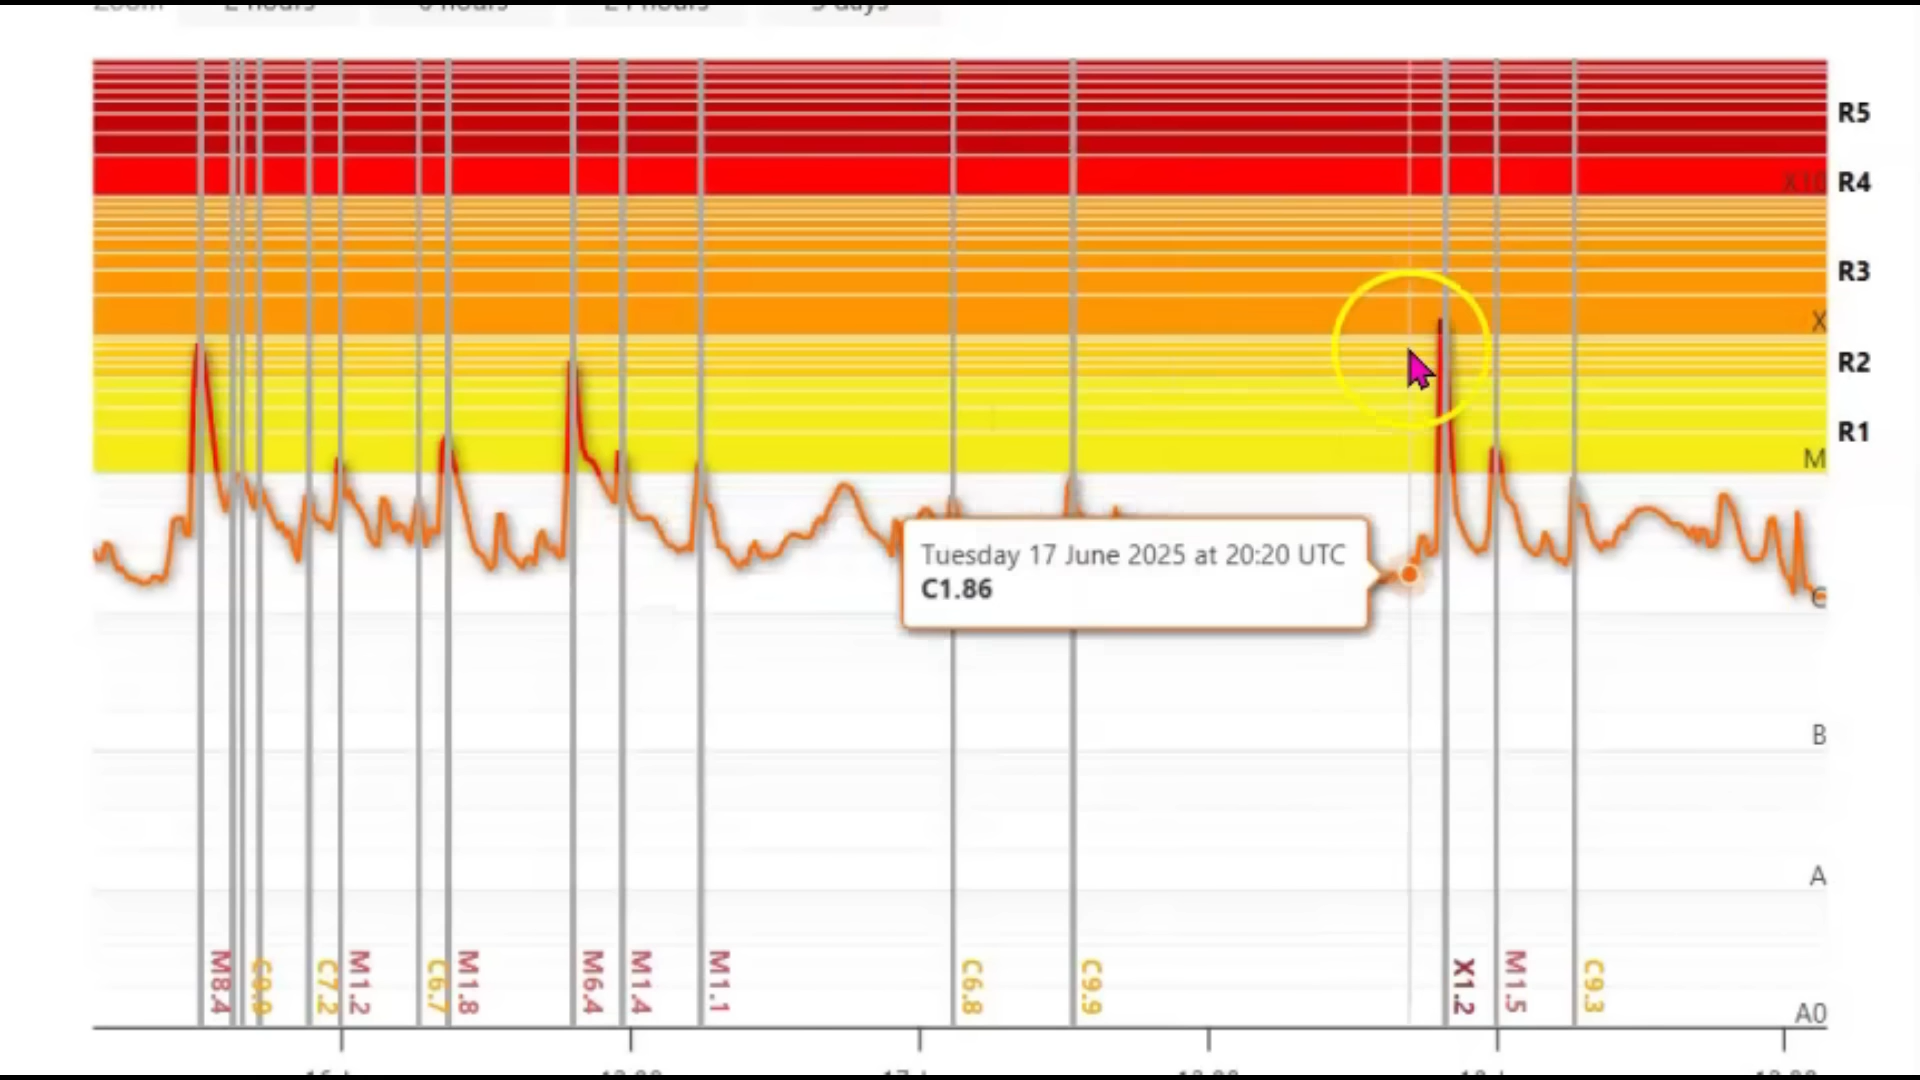 R5
X10 R4
R3
X
R2
R1
M
Tuesday 17 June 2025 at 20:20 UTC
C1.86
C
B
A
M8.4
C7.2
M1.2
C6.7
M1.8
M6.4
M1.4
M1.1
C6.8
C9.9
X1.2
M1.5
C9.3
A0